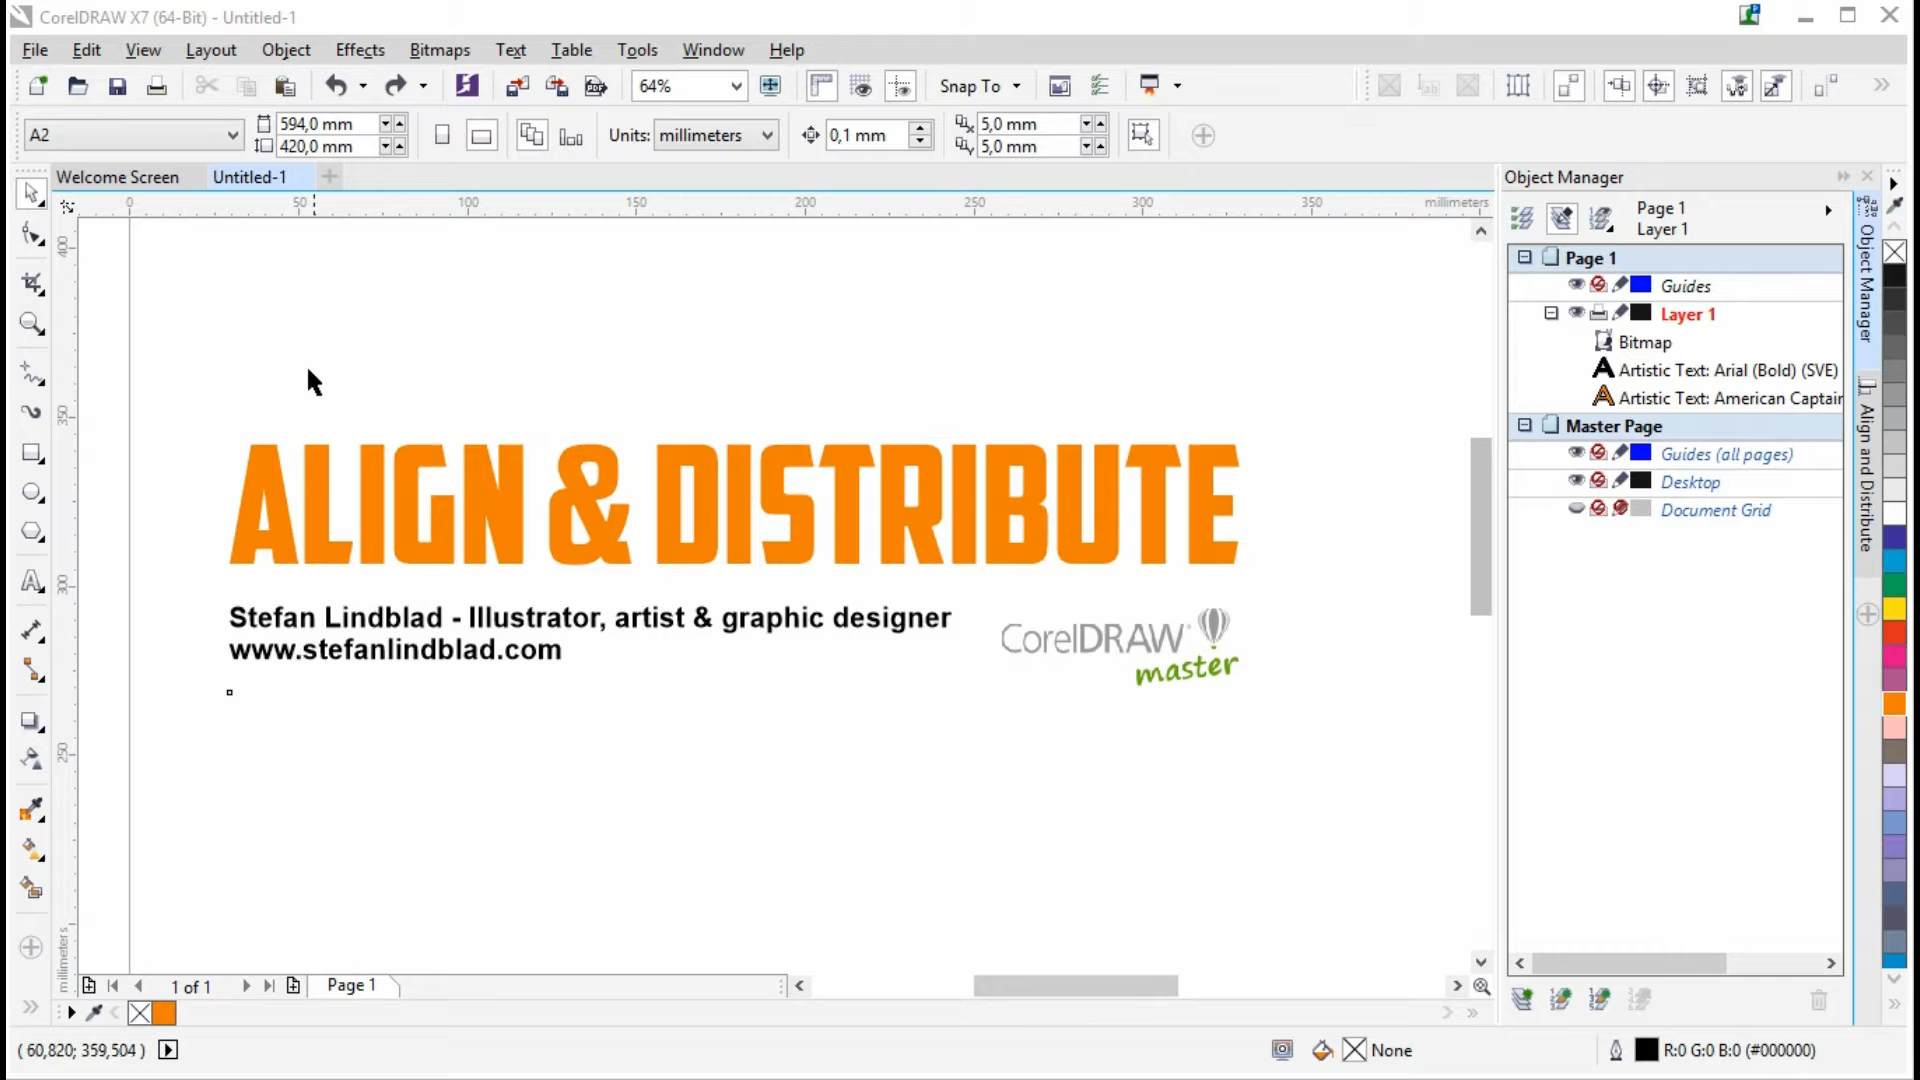 CorelDRAW X7 (64-Bit) - Untitled-1
File Edit View Layout Object Effects Bitmaps Text Table Tools Window Help
64% Snap To
A2 594,0 mm 420,0 mm Units: millimeters 0,1 mm 5,0 mm 5,0 mm
Welcome Screen Untitled-1
0 50 100 150 200 250 300 350 millimeters
400
350
300
250
millimeters
ALIGN & DISTRIBUTE
Stefan Lindblad - Illustrator, artist & graphic designer
www.stefanlindblad.com
CorelDRAW
master
Object Manager
Page 1
Layer 1
Page 1
Guides
Layer 1
Bitmap
Artistic Text: Arial (Bold) (SVE)
Artistic Text: American Captain
Master Page
Guides (all pages)
Desktop
Document Grid
Object Manager
Align and Distribute
1 of 1 Page 1
( 60,820; 359,504 ) None R:0 G:0 B:0 (#000000)